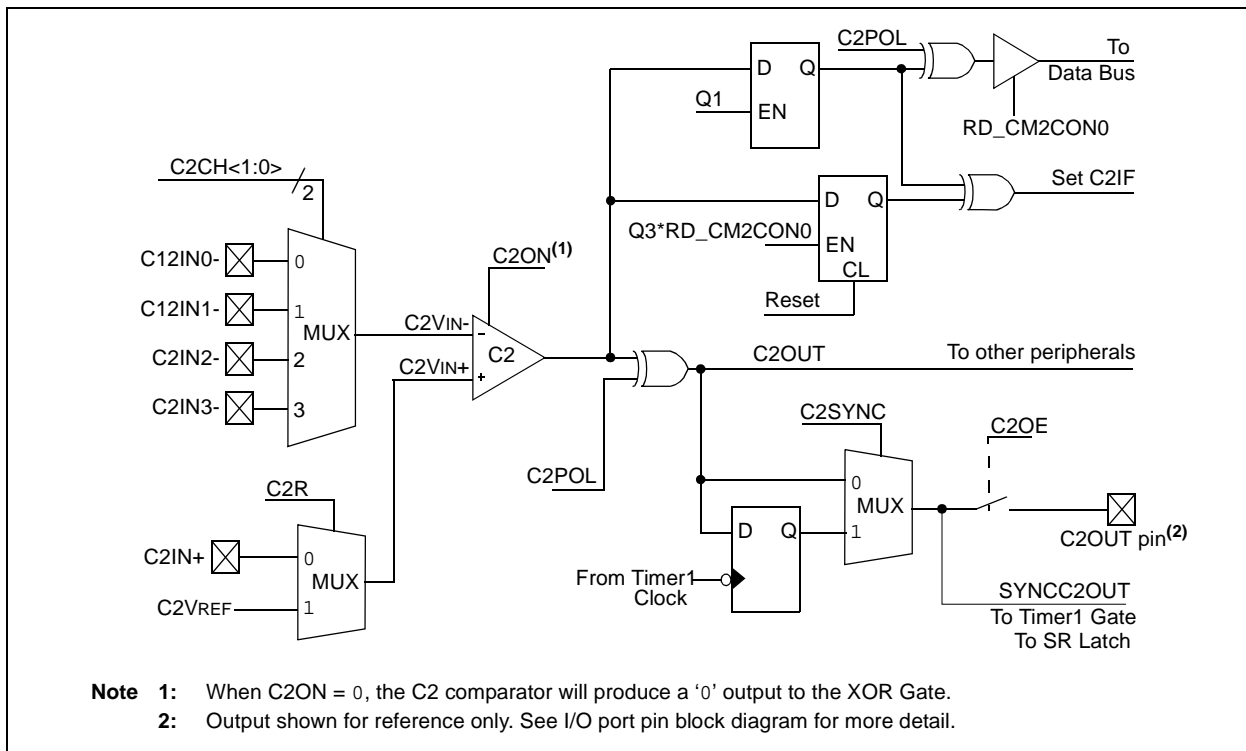 C2POL
To
Data Bus
D Q
Q1
EN
RD_CM2CON0
C2CH<1:0>
2
Set C2IF
D Q
Q3*RD_CM2CON0
EN
CL
Reset
C12IN0-
0
C12IN1-
1
MUX
C2IN2-
2
C2IN3-
3
C2ON(1)
C2VIN-
-
C2
C2VIN+
+
C2OUT
To other peripherals
C2POL
C2SYNC
C2OE
0
MUX
1
D Q
From Timer1
Clock
C2OUT pin(2)
SYNCC2OUT
To Timer1 Gate
To SR Latch
C2R
C2IN+
0
MUX
C2VREF
1
Note 1: When C2ON = 0, the C2 comparator will produce a ‘0’ output to the XOR Gate.
2: Output shown for reference only. See I/O port pin block diagram for more detail.